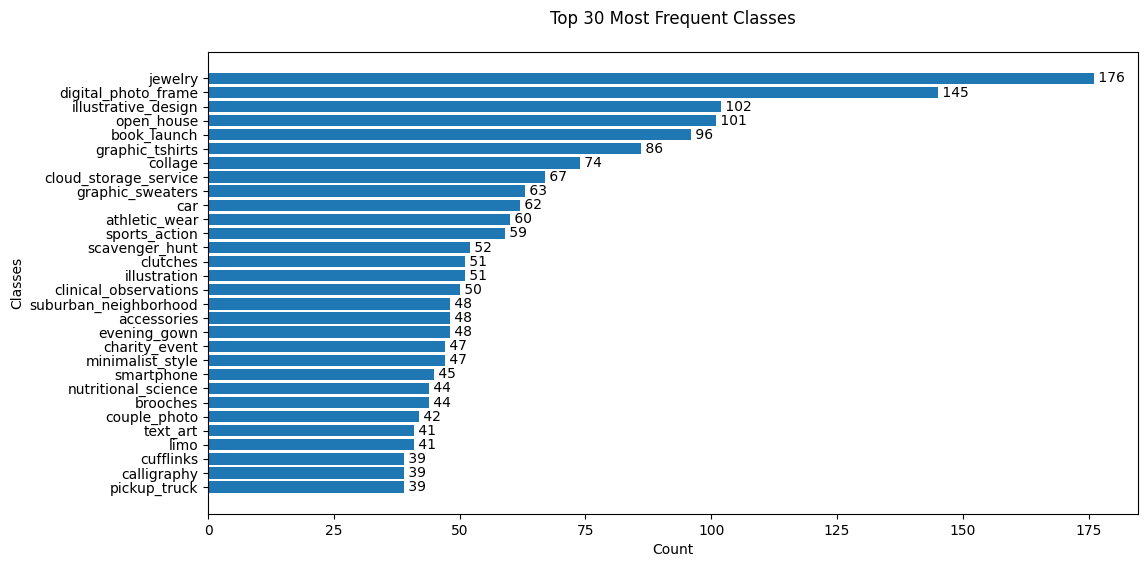 Top 30 Most Frequent Classes
jewelry 176
digital_photo_frame 145
illustrative_design 102
open_house 101
book_launch 96
graphic_tshirts 86
collage 74
cloud_storage_service 67
graphic_sweaters 63
car 62
athletic_wear 60
sports_action 59
scavenger_hunt 52
clutches 51
illustration 51
clinical_observations 50
suburban_neighborhood 48
accessories 48
evening_gown 48
charity_event 47
minimalist_style 47
smartphone 45
nutritional_science 44
brooches 44
couple_photo 42
text_art 41
limo 41
cufflinks 39
calligraphy 39
pickup_truck 39
Classes
0 25 50 75 100 125 150 175
Count